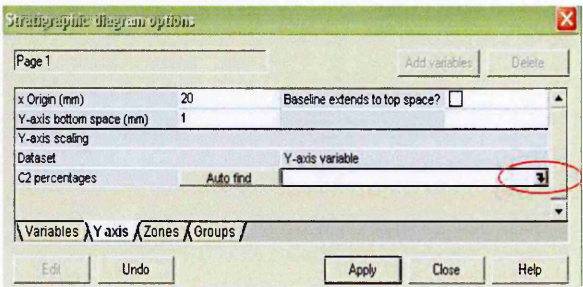 Stratigraphic diagram options
Page 1
Add variables Delete
x Origin (mm) 20 Baseline extends to top space?
Y-axis bottom space (mm) 1
Y-axis scaling
Dataset Y-axis variable
C2 percentages Auto find
Variables Y axis Zones Groups
Edit Undo Apply Close Help